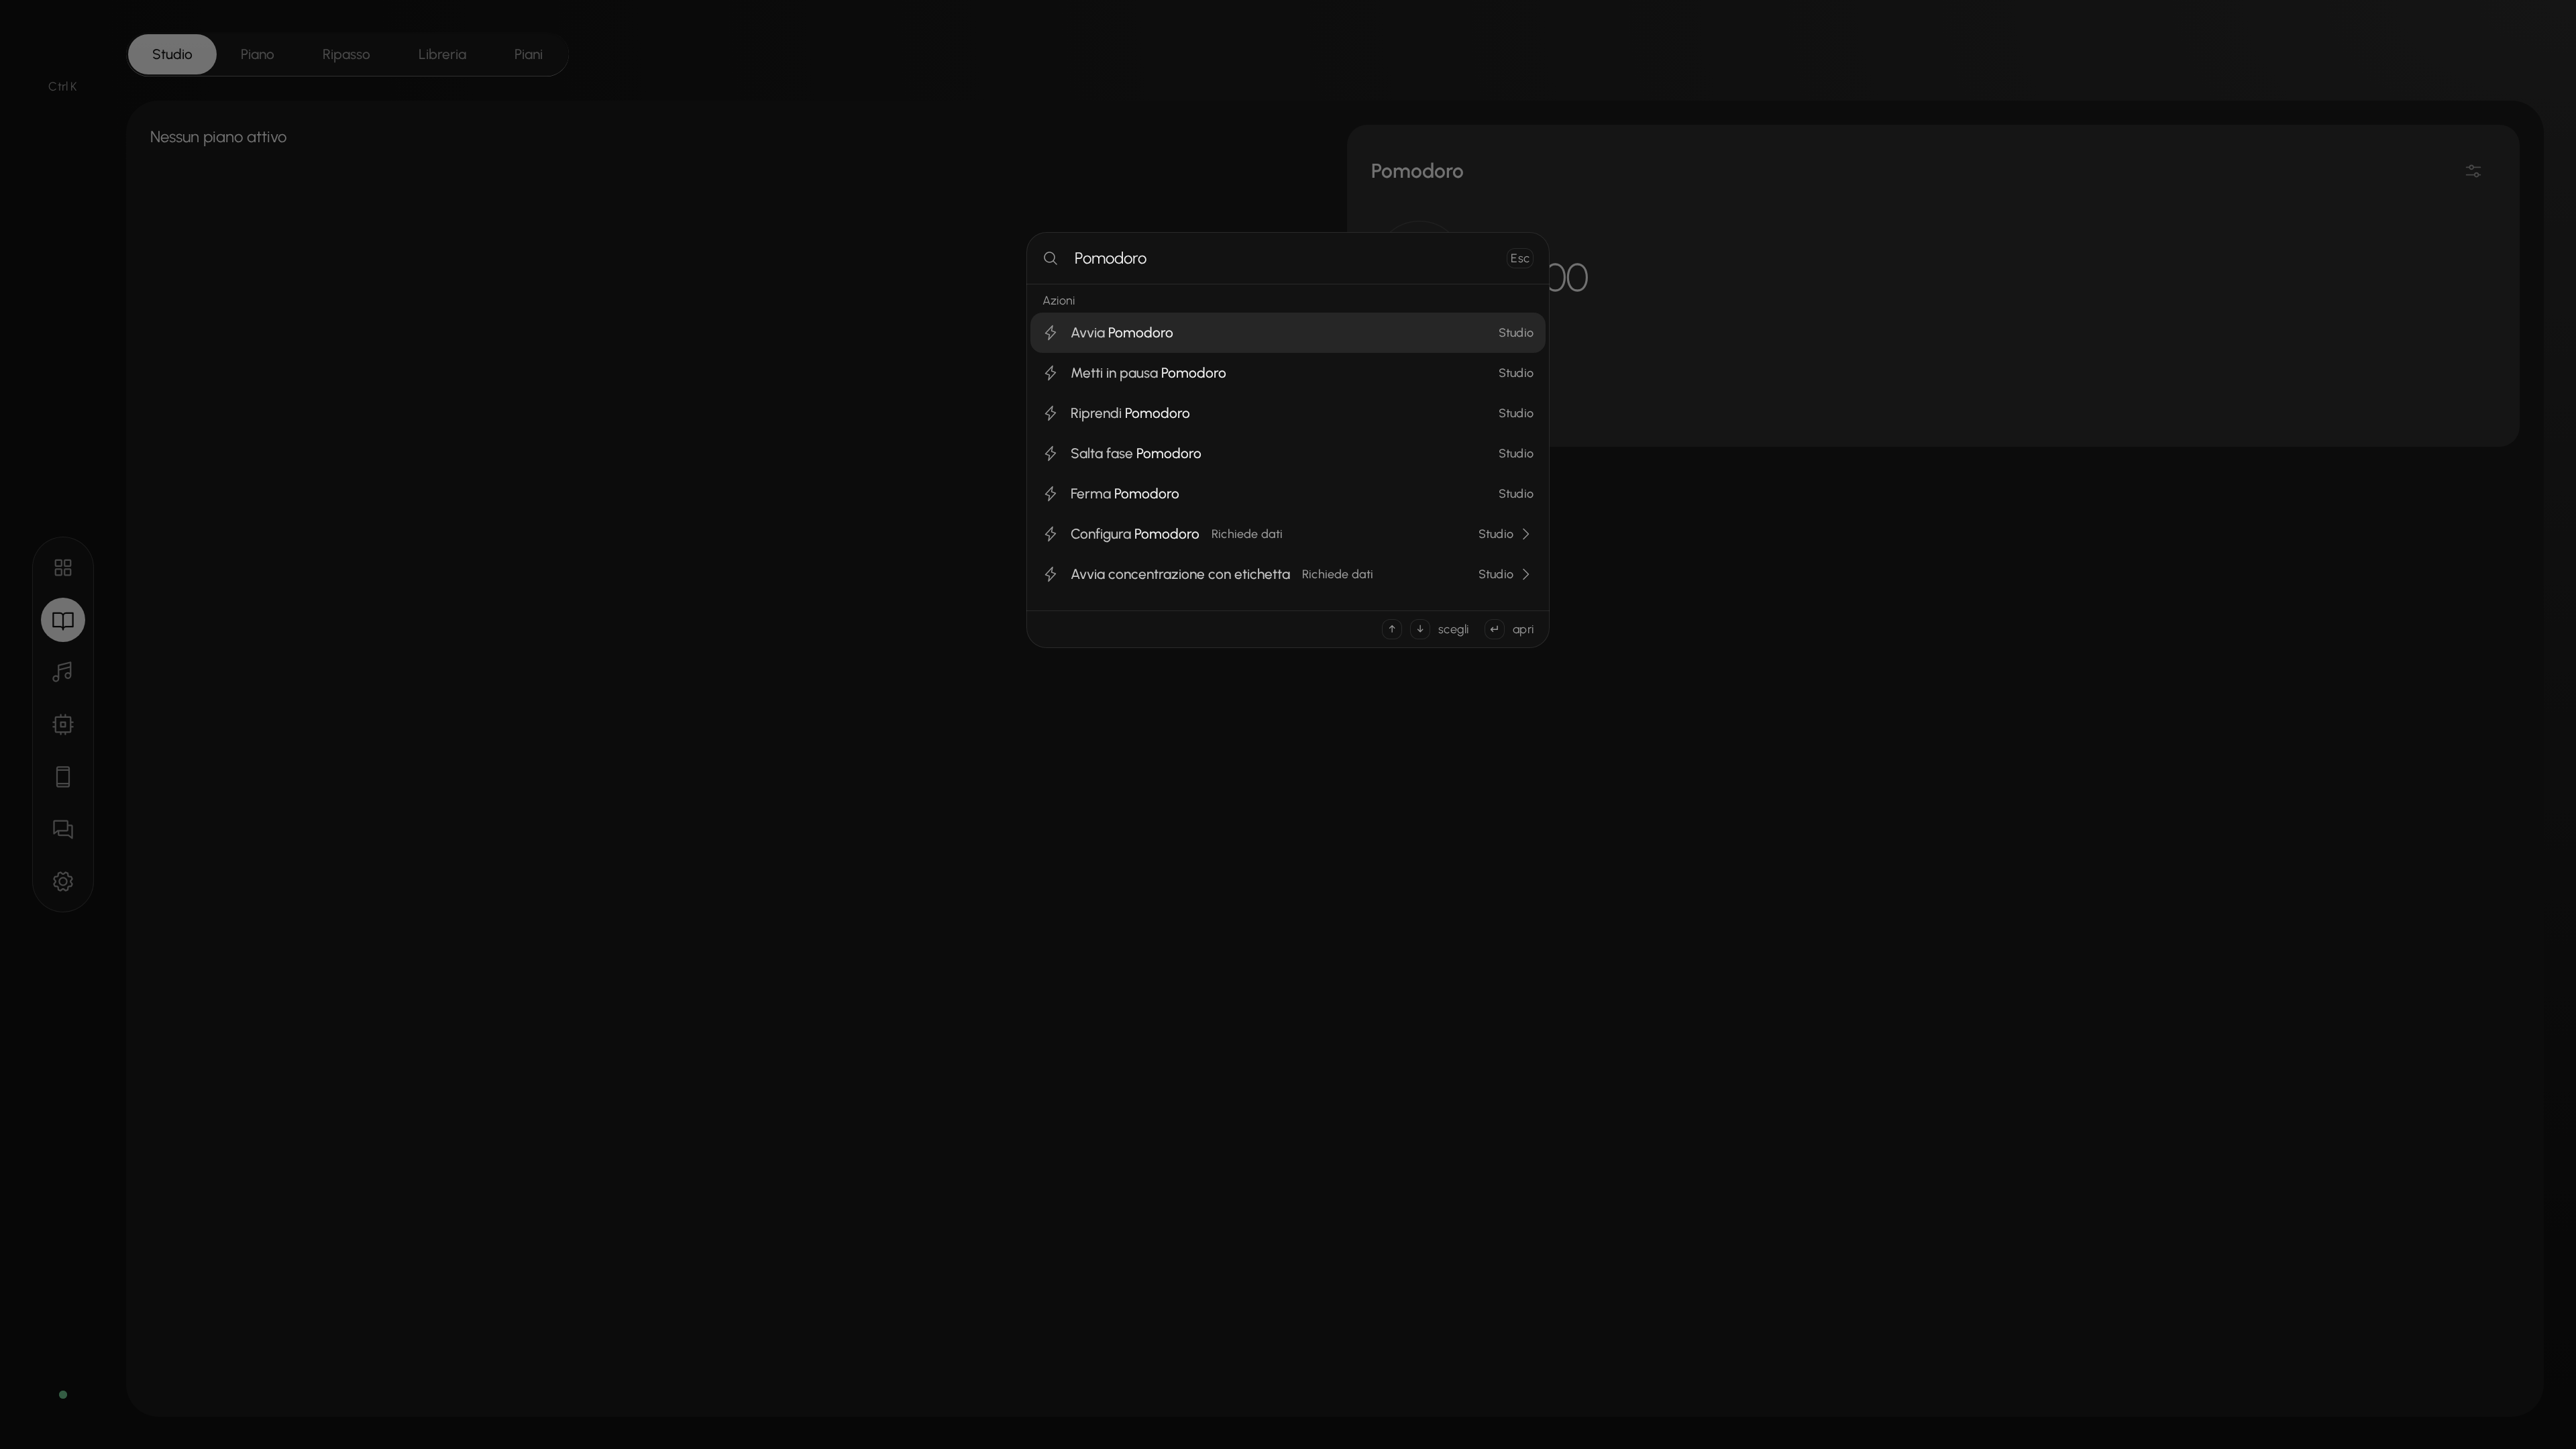 Studio Piano Ripasso Libreria Piani
Ctrl K
Nessun piano attivo
Pomodoro
Pomodoro Esc
00
Azioni
Avvia Pomodoro Studio
Metti in pausa Pomodoro Studio
Riprendi Pomodoro Studio
Salta fase Pomodoro Studio
Ferma Pomodoro Studio
Configura Pomodoro Richiede dati Studio
Avvia concentrazione con etichetta Richiede dati Studio
↑ ↓ scegli ↵ apri